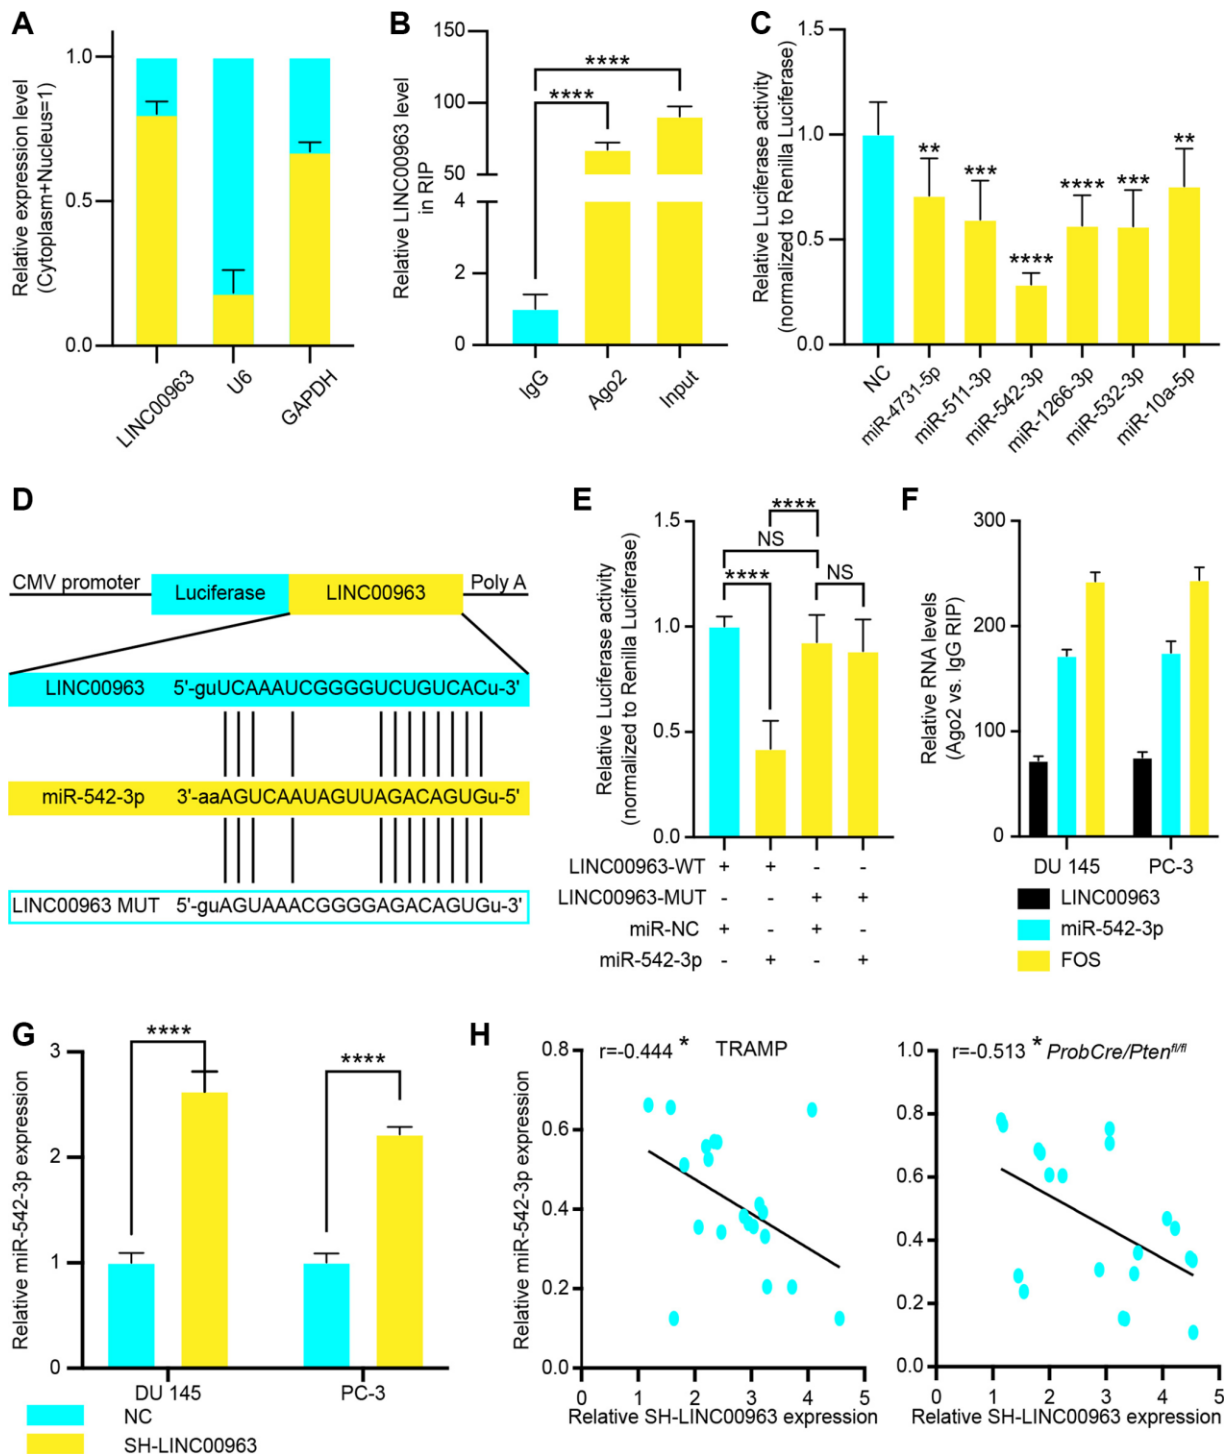 A
Relative expression level
(Cytoplasm+Nucleus=1)
1.0
0.5
0.0
LINC00963
U6
GAPDH
B
Relative LINC00963 level
in RIP
150
100
50
4
2
0
****
****
IgG
Ago2
Input
C
Relative Luciferase activity
(normalized to Renilla Luciferase)
1.5
1.0
0.5
0.0
**
***
****
****
***
**
NC
miR-4731-5p
miR-511-3p
miR-542-3p
miR-1266-3p
miR-532-3p
miR-10a-5p
D
CMV promoter
Luciferase
LINC00963
Poly A
LINC00963 5'-guUCAAAUCGGGGUCUGUCACu-3'
miR-542-3p 3'-aaAGUCAAUAGUUAGACAGUGu-5'
LINC00963 MUT 5'-guAGUAAACGGGGAGACAGUGu-3'
E
Relative Luciferase activity
(normalized to Renilla Luciferase)
1.5
1.0
0.5
0.0
****
NS
****
NS
LINC00963-WT + + - -
LINC00963-MUT - - + +
miR-NC + - + -
miR-542-3p - + - +
F
Relative RNA levels
(Ago2 vs. IgG RIP)
300
200
100
0
DU 145
PC-3
LINC00963
miR-542-3p
FOS
G
Relative miR-542-3p expression
3
2
1
0
****
****
DU 145
PC-3
NC
SH-LINC00963
H
Relative miR-542-3p expression
0.8
0.6
0.4
0.2
0.0
r=-0.444 * TRAMP
0 1 2 3 4 5
Relative SH-LINC00963 expression
1.0
0.8
0.6
0.4
0.2
0.0
r=-0.513 * ProbCre/Pten^fl/fl
0 1 2 3 4 5
Relative SH-LINC00963 expression